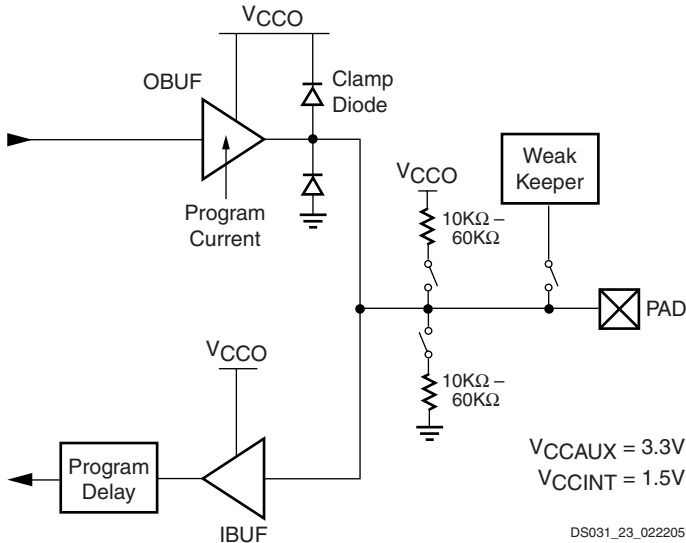 VCCO
OBUF
Clamp
Diode
Program
Current
VCCO
10KΩ –
60KΩ
Weak
Keeper
PAD
VCCO
10KΩ –
60KΩ
Program
Delay
IBUF
VCCAUX = 3.3V
VCCINT = 1.5V
DS031_23_022205